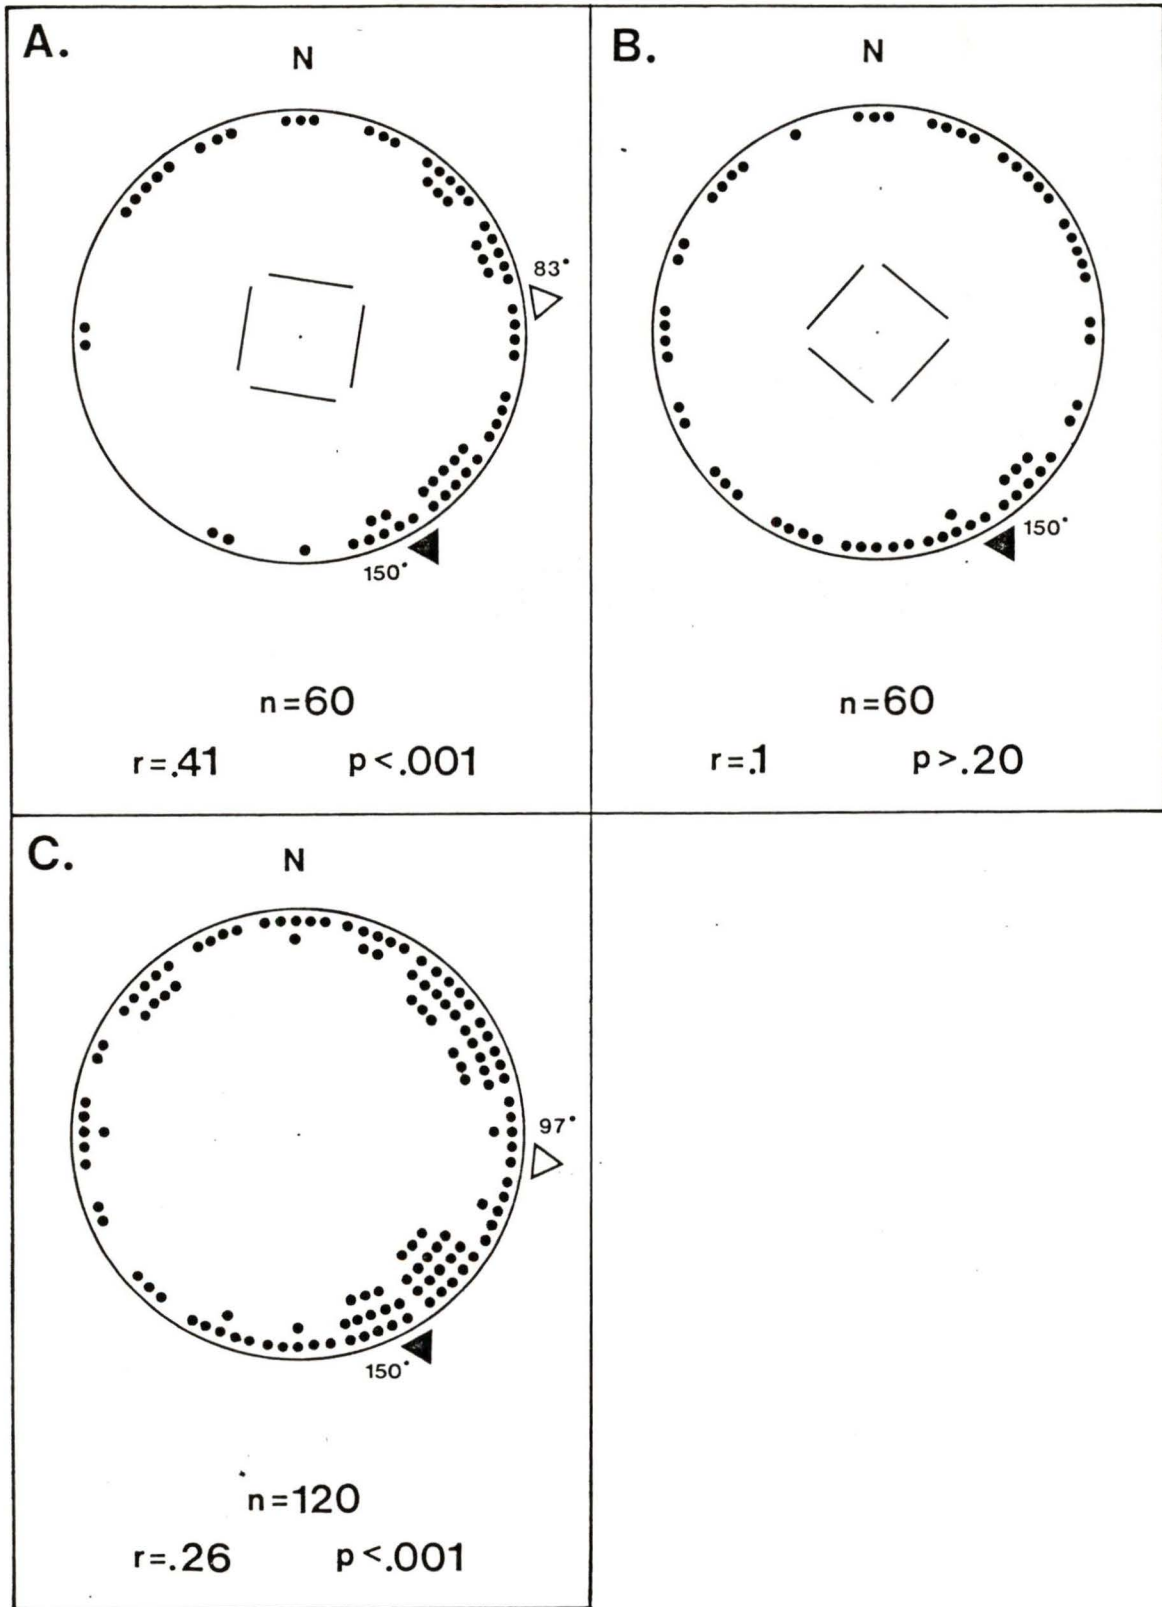 A.
N
83°
150°
n=60
r=.41 p<.001
B.
N
150°
n=60
r=.1 p>.20
C.
N
97°
150°
n=120
r=.26 p<.001